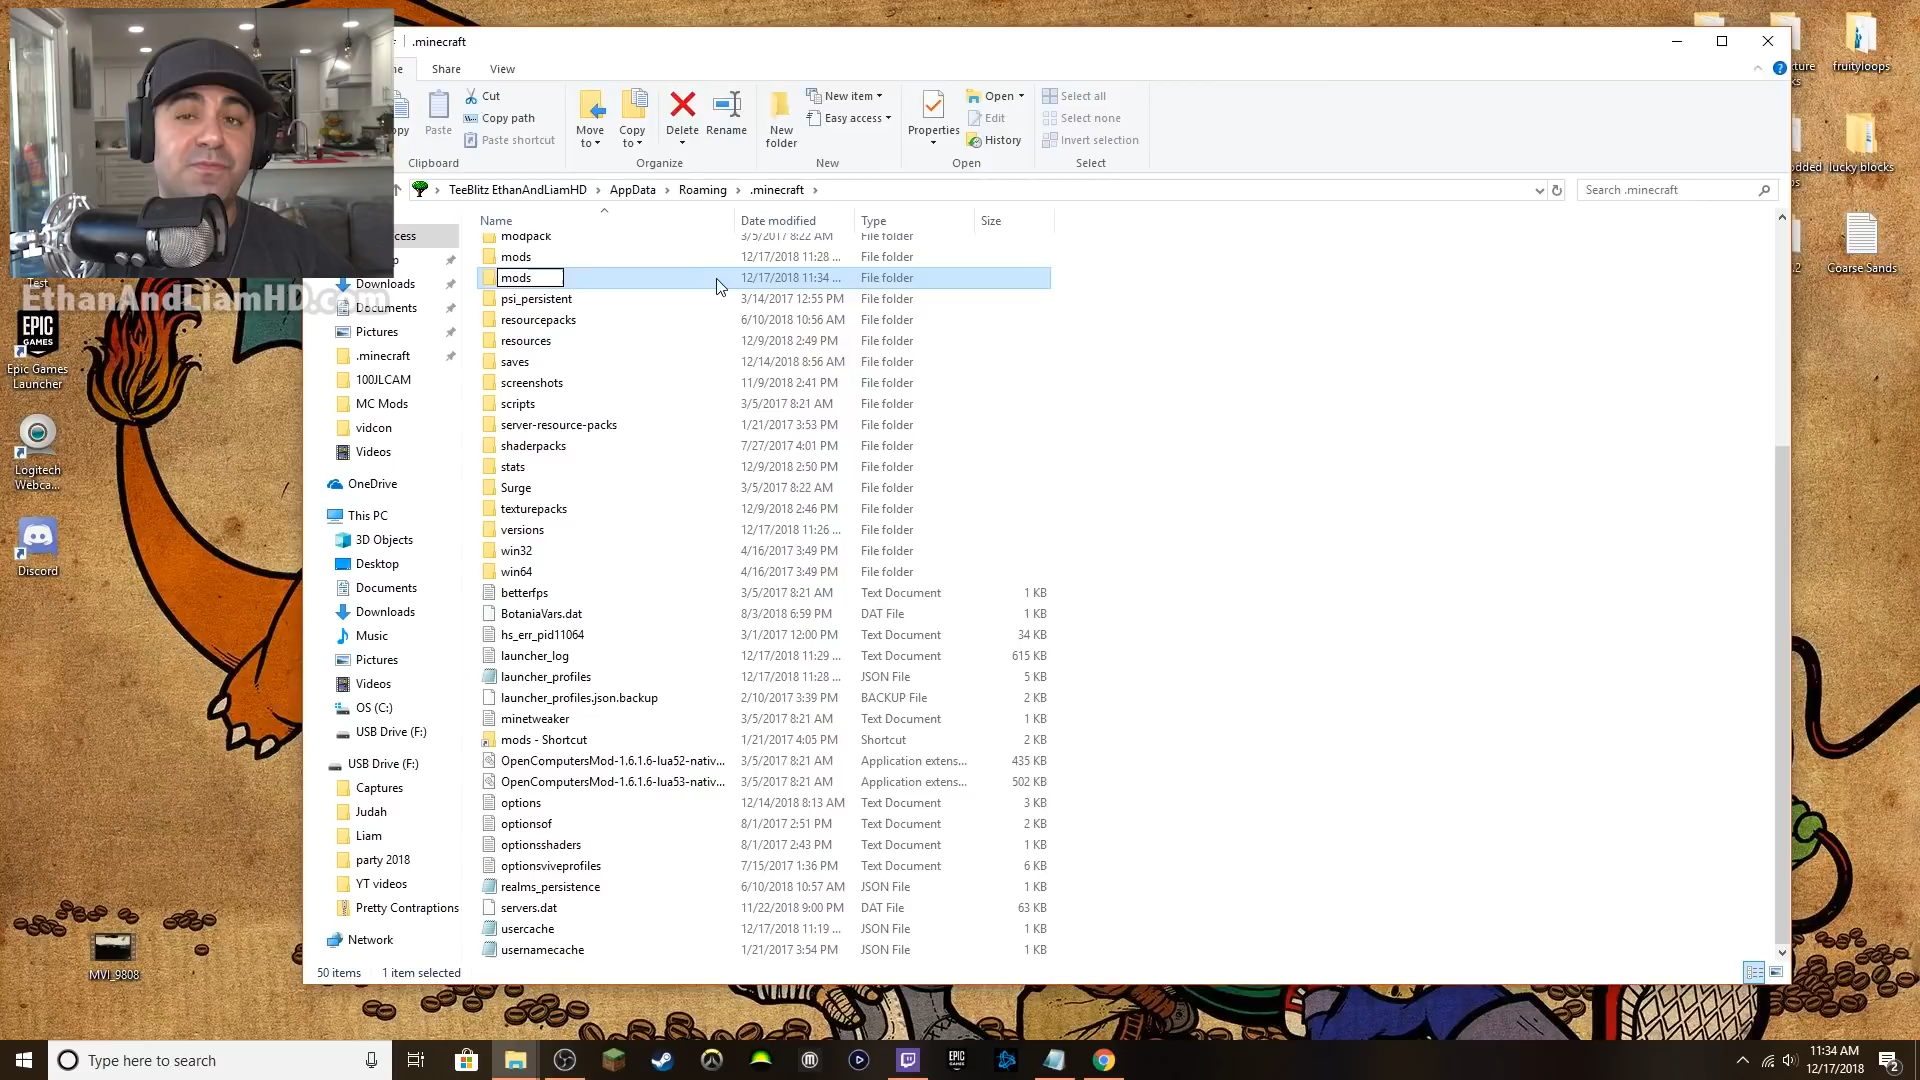 .minecraft
Share
View
Cut
Copy path
Paste shortcut
Paste
Clipboard
Move to
Copy to
Delete
Rename
Organize
New folder
New item
Easy access
New
Properties
Open
Edit
History
Open
Select all
Select none
Invert selection
Select
TeeBlitz EthanAndLiamHD > AppData > Roaming > .minecraft >
Search .minecraft
Name Date modified Type Size
modpack 3/5/2017 8:22 AM File folder
mods 12/17/2018 11:28 ... File folder
mods 12/17/2018 11:34 ... File folder
psi_persistent 3/14/2017 12:55 PM File folder
resourcepacks 6/10/2018 10:56 AM File folder
resources 12/9/2018 2:49 PM File folder
saves 12/14/2018 8:56 AM File folder
screenshots 11/9/2018 2:41 PM File folder
scripts 3/5/2017 8:21 AM File folder
server-resource-packs 1/21/2017 3:53 PM File folder
shaderpacks 7/27/2017 4:01 PM File folder
stats 12/9/2018 2:50 PM File folder
Surge 3/5/2017 8:22 AM File folder
texturepacks 12/9/2018 2:46 PM File folder
versions 12/17/2018 11:26 ... File folder
win32 4/16/2017 3:49 PM File folder
win64 4/16/2017 3:49 PM File folder
betterfps 3/5/2017 8:21 AM Text Document 1 KB
BotaniaVars.dat 8/3/2018 6:59 PM DAT File 1 KB
hs_err_pid11064 3/1/2017 12:00 PM Text Document 34 KB
launcher_log 12/17/2018 11:29 ... Text Document 615 KB
launcher_profiles 12/17/2018 11:28 ... JSON File 5 KB
launcher_profiles.json.backup 2/10/2017 3:39 PM BACKUP File 2 KB
minetweaker 3/5/2017 8:21 AM Text Document 1 KB
mods - Shortcut 1/21/2017 4:05 PM Shortcut 2 KB
OpenComputersMod-1.6.1.6-lua52-nativ... 3/5/2017 8:21 AM Application extens... 435 KB
OpenComputersMod-1.6.1.6-lua53-nativ... 3/5/2017 8:21 AM Application extens... 502 KB
options 12/14/2018 8:13 AM Text Document 3 KB
optionsof 8/1/2017 2:51 PM Text Document 2 KB
optionsshaders 8/1/2017 2:43 PM Text Document 1 KB
optionsviveprofiles 7/15/2017 1:36 PM Text Document 6 KB
realms_persistence 6/10/2018 10:57 AM JSON File 1 KB
servers.dat 11/22/2018 9:00 PM DAT File 63 KB
usercache 12/17/2018 11:19 ... JSON File 1 KB
usernamecache 1/21/2017 3:54 PM JSON File 1 KB
Downloads
Documents
Pictures
.minecraft
100JLCAM
MC Mods
vidcon
Videos
OneDrive
This PC
3D Objects
Desktop
Documents
Downloads
Music
Pictures
Videos
OS (C:)
USB Drive (F:)
USB Drive (F:)
Captures
Judah
Liam
party 2018
YT videos
Pretty Contraptions
Network
50 items 1 item selected
EthanAndLiamHD.com
Test
EPIC GAMES
Epic Games Launcher
Logitech Webca...
Discord
MVI_9808
fruityloops
lucky blocks
Coarse Sands
Type here to search
EPIC GAMES
11:34 AM
12/17/2018
2